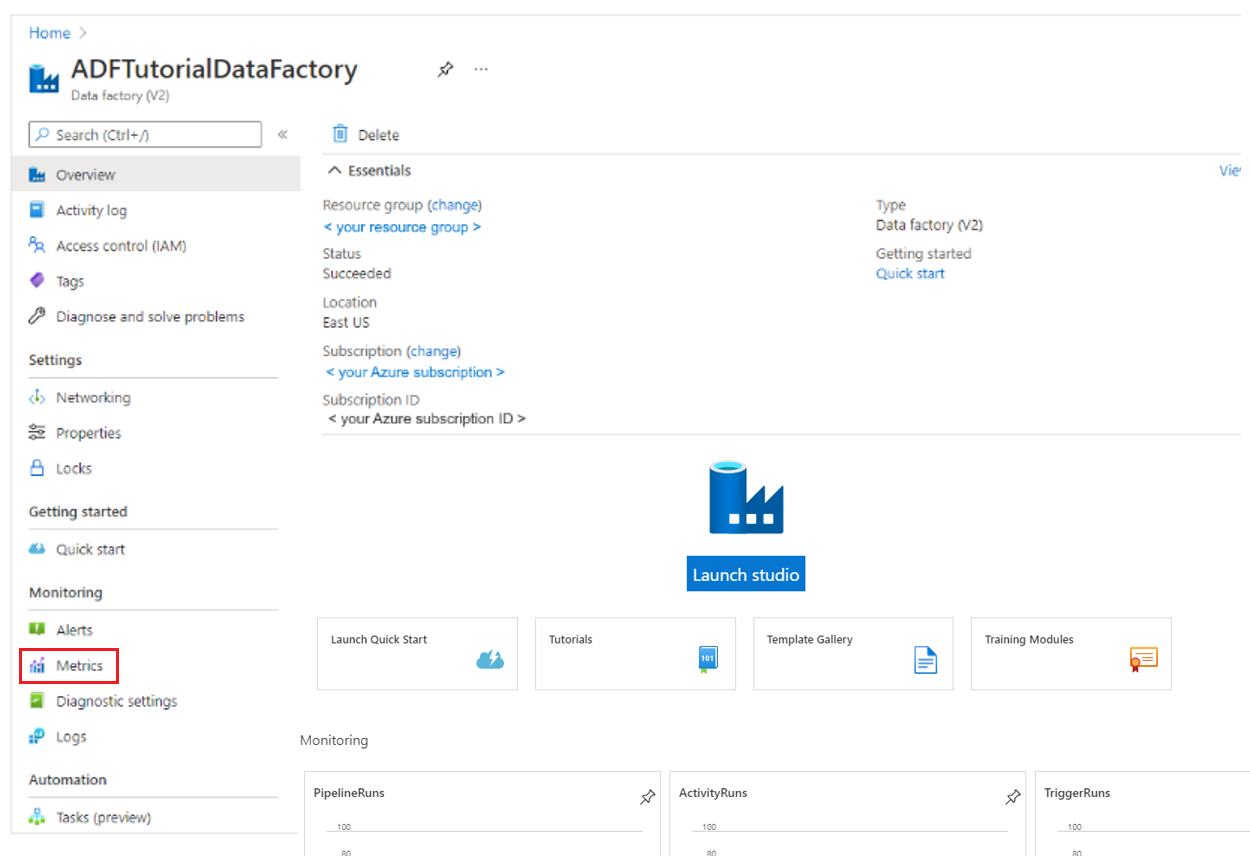 Home
ADFTutorialDataFactory
Data factory (V2)
Search (Ctrl+/)
Overview
Activity log
Access control (IAM)
Tags
Diagnose and solve problems
Settings
Networking
Properties
Locks
Getting started
Quick start
Monitoring
Alerts
Metrics
Diagnostic settings
Logs
Automation
Tasks (preview)
Delete
Essentials
Resource group (change)
< your resource group >
Status
Succeeded
Location
East US
Subscription (change)
< your Azure subscription >
Subscription ID
< your Azure subscription ID >
Type
Data factory (V2)
Getting started
Quick start
Launch studio
Launch Quick Start
Tutorials
101
Template Gallery
Training Modules
Monitoring
PipelineRuns
100
80
ActivityRuns
100
80
TriggerRuns
100
80